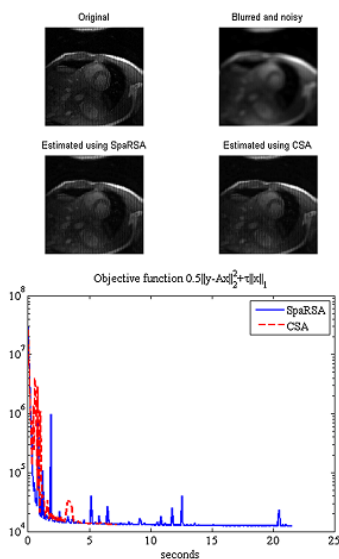 Original
Blurred and noisy
Estimated using SpaRSA
Estimated using CSA
Objective function 0.5||y-Ax||₂²+τ||x||₁
10⁸
SpaRSA
CSA
10⁷
10⁶
10⁵
10⁴
0 5 10 15 20 25
seconds